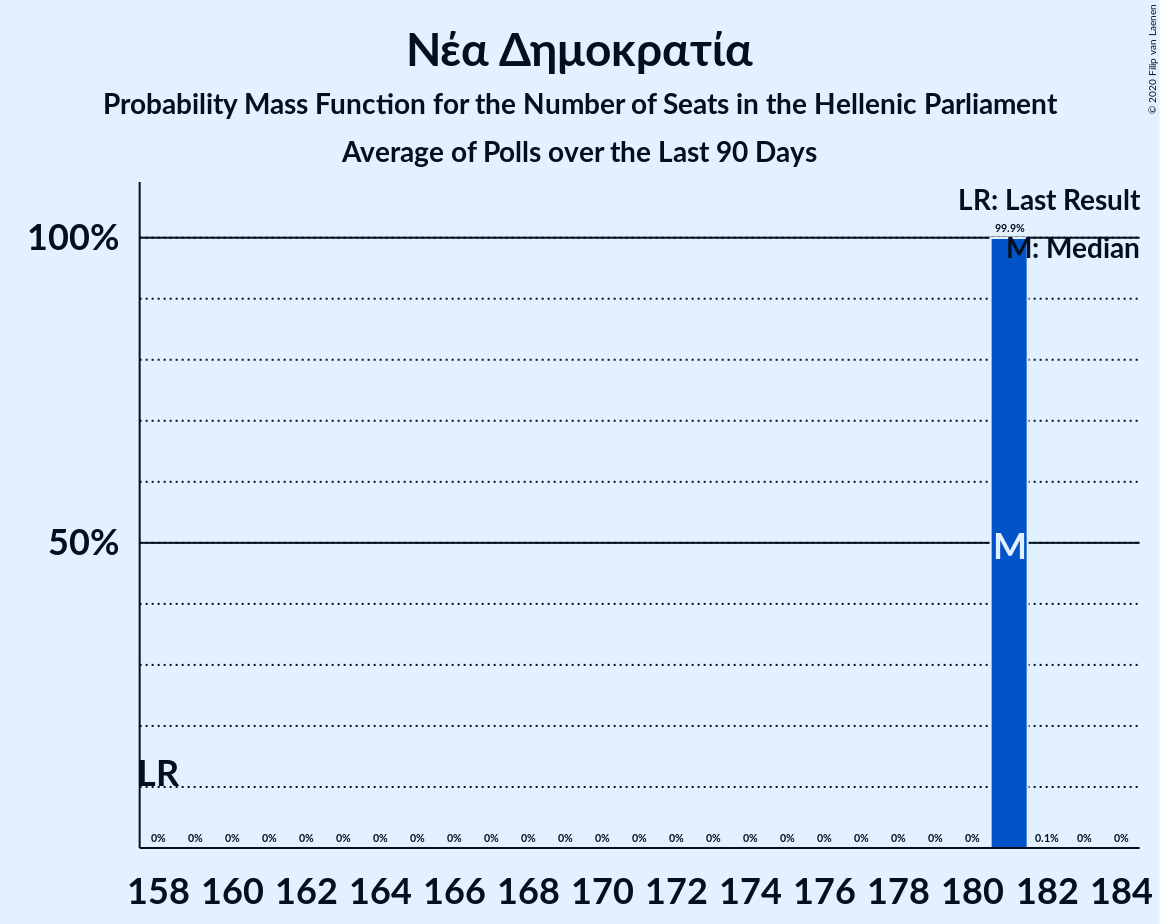 Νέα Δημοκρατία
Probability Mass Function for the Number of Seats in the Hellenic Parliament
Average of Polls over the Last 90 Days
© 2020 Filip van Laenen
LR: Last Result
99.9%
100%
M: Median
50%
M
LR
0% 0% 0% 0% 0% 0% 0% 0% 0% 0% 0% 0% 0% 0% 0% 0% 0% 0% 0% 0% 0% 0% 0% 0.1% 0% 0%
158 160 162 164 166 168 170 172 174 176 178 180 182 184